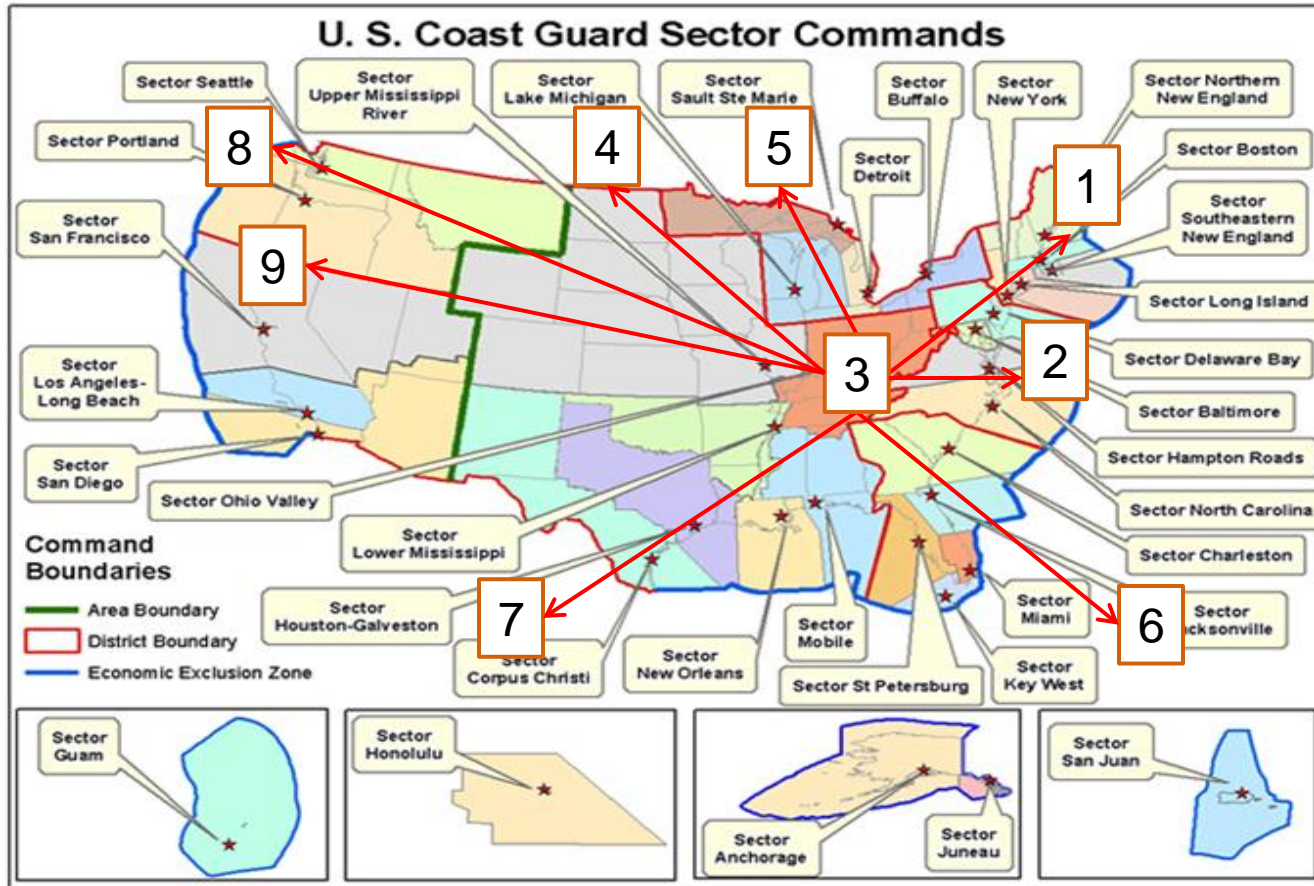 U. S. Coast Guard Sector Commands
Sector Seattle
Sector
Upper Mississippi
River
Sector
Lake Michigan
Sector
Sault Ste Marie
Sector
Buffalo
Sector
New York
Sector Northern
New England
Sector Portland
8
4
5
Sector
Detroit
1
Sector Boston
Sector
Southeastern
New England
Sector
San Francisco
9
Sector Long Island
3
2
Sector Delaware Bay
Sector
Los Angeles-
Long Beach
Sector Baltimore
Sector
San Diego
Sector Ohio Valley
Sector Hampton Roads
Sector
Lower Mississippi
Sector North Carolina
Sector Charleston
Command
Boundaries
Area Boundary
District Boundary
Economic Exclusion Zone
Sector
Houston-Galveston
7
Sector
Corpus Christi
Sector
New Orleans
Sector
Mobile
Sector St Petersburg
Sector
Key West
Sector
Miami
6
Sector
cksonville
Sector
Guam
Sector
Honolulu
Sector
Anchorage
Sector
Juneau
Sector
San Juan